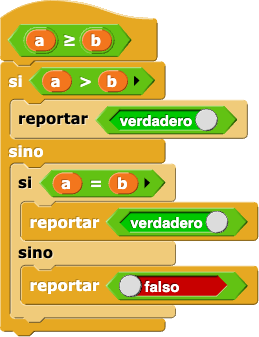 a ≥ b
si a > b
reportar verdadero
sino
si a = b
reportar verdadero
sino
reportar falso